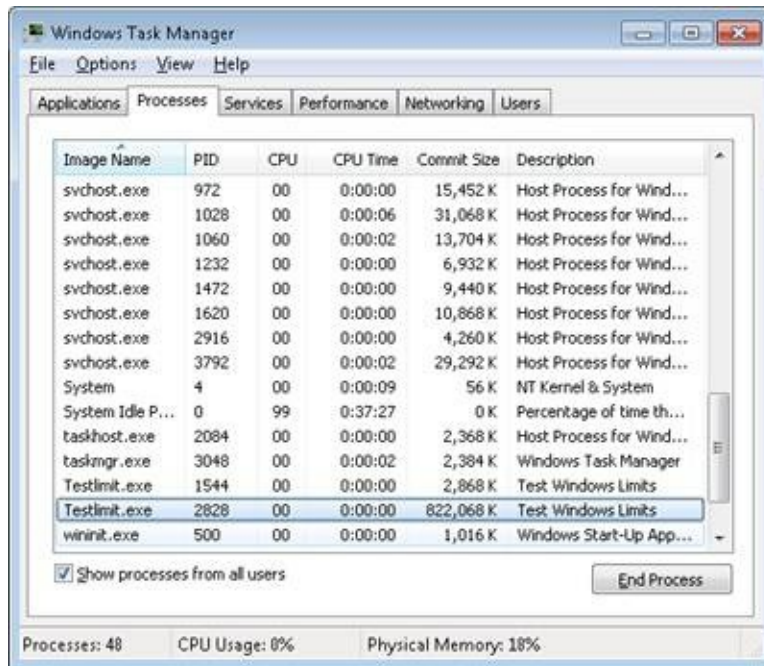 Windows Task Manager
File Options View Help
Applications Processes Services Performance Networking Users
Image Name PID CPU CPU Time Commit Size Description
svchost.exe 972 00 0:00:00 15,452 K Host Process for Wind...
svchost.exe 1028 00 0:00:06 31,068 K Host Process for Wind...
svchost.exe 1060 00 0:00:02 13,704 K Host Process for Wind...
svchost.exe 1232 00 0:00:00 6,932 K Host Process for Wind...
svchost.exe 1472 00 0:00:00 9,440 K Host Process for Wind...
svchost.exe 1620 00 0:00:00 10,868 K Host Process for Wind...
svchost.exe 2916 00 0:00:00 4,260 K Host Process for Wind...
svchost.exe 3792 00 0:00:02 29,292 K Host Process for Wind...
System 4 00 0:00:09 56 K NT Kernel & System
System Idle P... 0 99 0:37:27 0 K Percentage of time th...
taskhost.exe 2084 00 0:00:00 2,368 K Host Process for Wind...
taskmgr.exe 3048 00 0:00:02 2,384 K Windows Task Manager
Testlimit.exe 1544 00 0:00:00 2,868 K Test Windows Limits
Testlimit.exe 2828 00 0:00:00 822,068 K Test Windows Limits
wininit.exe 500 00 0:00:00 1,016 K Windows Start-Up App...
Show processes from all users
End Process
Processes: 48 CPU Usage: 0% Physical Memory: 18%